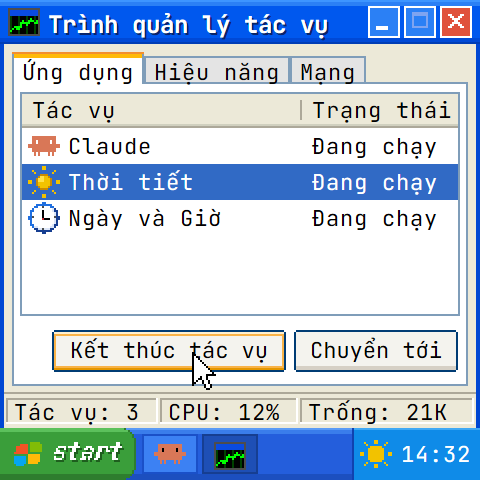 Trình quản lý tác vụ
Ứng dụng Hiệu năng Mạng
Tác vụ Trạng thái
Claude Đang chạy
Thời tiết Đang chạy
Ngày và Giờ Đang chạy
Kết thúc tác vụ Chuyển tới
Tác vụ: 3 CPU: 12% Trống: 21K
start 14:32